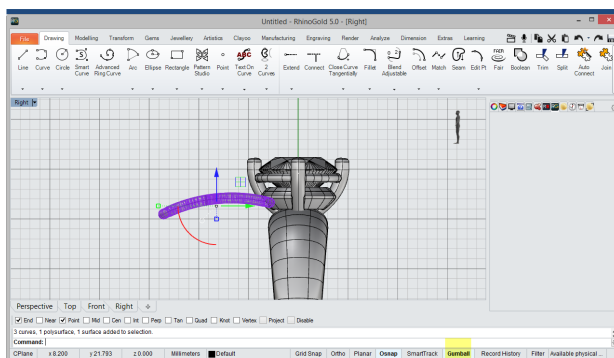 Untitled - RhinoGold 5.0 - [Right]
File Drawing Modelling Transform Gems Jewellery Artistics Clayoo Manufacturing Engraving Render Analyze Dimension Extras Learning
ABC FAIR
Line Curve Circle Smart Curve Advanced Ring Curve Arc Ellipse Rectangle Pattern Studio Point Text On Curve 2 Curves Extend Connect Close Curve Tangentially Fillet Blend Adjustable Offset Match Seam Edit Pt Fair Boolean Trim Split Auto Connect Join
Right
Perspective Top Front Right
End Near Point Mid Cen Int Perp Tan Quad Knot Vertex Project Disable
3 curves, 1 polysurface, 1 surface added to selection.
Command:
CPlane x 8.200 y 21.793 z 0.000 Millimeters Default Grid Snap Ortho Planar Osnap SmartTrack Gumball Record History Filter Available physical ...